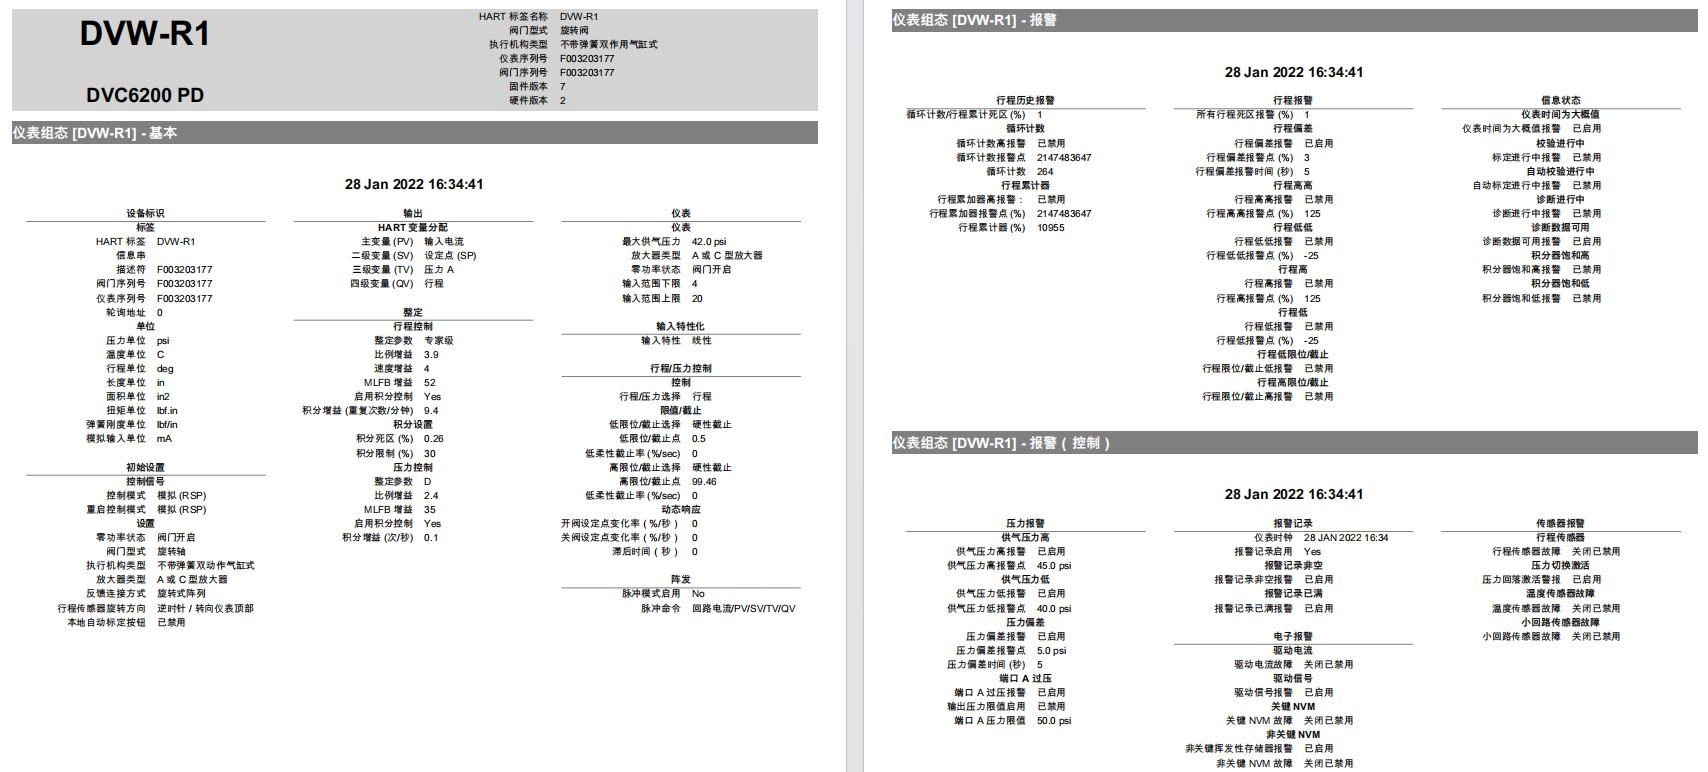 DVW-R1
DVC6200 PD
HART 标签名称 DVW-R1
阀门型式 旋转阀
执行机构类型 不带弹簧双作用气缸式
仪表序列号 F003203177
阀门序列号 F003203177
固件版本 7
硬件版本 2
仪表组态 [DVW-R1] - 基本
28 Jan 2022 16:34:41
设备标识
标签
HART 标签 DVW-R1
信息串
描述符 F003203177
阀门序列号 F003203177
仪表序列号 F003203177
轮询地址 0
单位
压力单位 psi
温度单位 C
行程单位 deg
长度单位 in
面积单位 in2
扭矩单位 lbf.in
弹簧刚度单位 lbf/in
模拟输入单位 mA
初始设置
控制信号
控制模式 模拟 (RSP)
重启控制模式 模拟 (RSP)
设置
零功率状态 阀门开启
阀门型式 旋转轴
执行机构类型 不带弹簧双动作气缸式
放大器类型 A 或 C 型放大器
反馈连接方式 旋转式阵列
行程传感器旋转方向 逆时针 / 转向仪表顶部
本地自动标定按钮 已禁用
输出
HART 变量分配
主变量 (PV) 输入电流
二级变量 (SV) 设定点 (SP)
三级变量 (TV) 压力 A
四级变量 (QV) 行程
整定
行程控制
整定参数 专家级
比例增益 3.9
速度增益 4
MLFB 增益 52
启用积分控制 Yes
积分增益 (重复次数/分钟) 9.4
积分设置
积分死区 (%) 0.26
积分限制 (%) 30
压力控制
整定参数 D
比例增益 2.4
MLFB 增益 35
启用积分控制 Yes
积分增益 (次/秒) 0.1
仪表
仪表
最大供气压力 42.0 psi
放大器类型 A 或 C 型放大器
零功率状态 阀门开启
输入范围下限 4
输入范围上限 20
输入特性化
输入特性 线性
行程/压力控制
控制
行程/压力选择 行程
限值/截止
低限位/截止选择 硬性截止
低限位/截止点 0.5
低柔性截止率 (%/sec) 0
高限位/截止选择 硬性截止
高限位/截止点 99.46
低柔性截止率 (%/sec) 0
动态响应
开阀设定点变化率 ( %/秒 ) 0
关阀设定点变化率 ( %/秒 ) 0
滞后时间 ( 秒 ) 0
阵发
脉冲模式启用 No
脉冲命令 回路电流/PV/SV/TV/QV
仪表组态 [DVW-R1] - 报警
28 Jan 2022 16:34:41
行程历史报警
循环计数/行程累计死区 (%) 1
循环计数
循环计数高报警 已禁用
循环计数报警点 2147483647
循环计数 264
行程累计器
行程累加器高报警： 已禁用
行程累加器报警点 (%) 2147483647
行程累计器 (%) 10955
行程报警
所有行程死区报警 (%) 1
行程偏差
行程偏差报警 已启用
行程偏差报警点 (%) 3
行程偏差报警时间 (秒) 5
行程高高
行程高高报警 已禁用
行程高高报警点 (%) 125
行程低低
行程低低报警 已禁用
行程低低报警点 (%) -25
行程高
行程高报警 已禁用
行程高报警点 (%) 125
行程低
行程低报警 已禁用
行程低报警点 (%) -25
行程低限位/截止
行程限位/截止低报警 已禁用
行程高限位/截止
行程限位/截止高报警 已禁用
信息状态
仪表时间为大概值
仪表时间为大概值报警 已启用
校验进行中
标定进行中报警 已禁用
自动校验进行中
自动标定进行中报警 已禁用
诊断进行中
诊断进行中报警 已禁用
诊断数据可用
诊断数据可用报警 已启用
积分器饱和高
积分器饱和高报警 已禁用
积分器饱和低
积分器饱和低报警 已禁用
仪表组态 [DVW-R1] - 报警 ( 控制 )
28 Jan 2022 16:34:41
压力报警
供气压力高
供气压力高报警 已启用
供气压力高报警点 45.0 psi
供气压力低
供气压力低报警 已启用
供气压力低报警点 40.0 psi
压力偏差
压力偏差报警 已启用
压力偏差报警点 5.0 psi
压力偏差时间 (秒) 5
端口 A 过压
端口 A 过压报警 已启用
输出压力限值启用 已禁用
端口 A 压力限值 50.0 psi
报警记录
仪表时钟 28 JAN 2022 16:34
报警记录启用 Yes
报警记录非空
报警记录非空报警 已启用
报警记录已满
报警记录已满报警 已启用
电子报警
驱动电流
驱动电流故障 关闭已禁用
驱动信号
驱动信号报警 已启用
关键 NVM
关键 NVM 故障 关闭已禁用
非关键 NVM
非关键挥发性存储器报警 已启用
非关键 NVM 故障 关闭已禁用
传感器报警
行程传感器
行程传感器故障 关闭已禁用
压力切换激活
压力回落激活警报 已启用
温度传感器故障
温度传感器故障 关闭已禁用
小回路传感器故障
小回路传感器故障 关闭已禁用